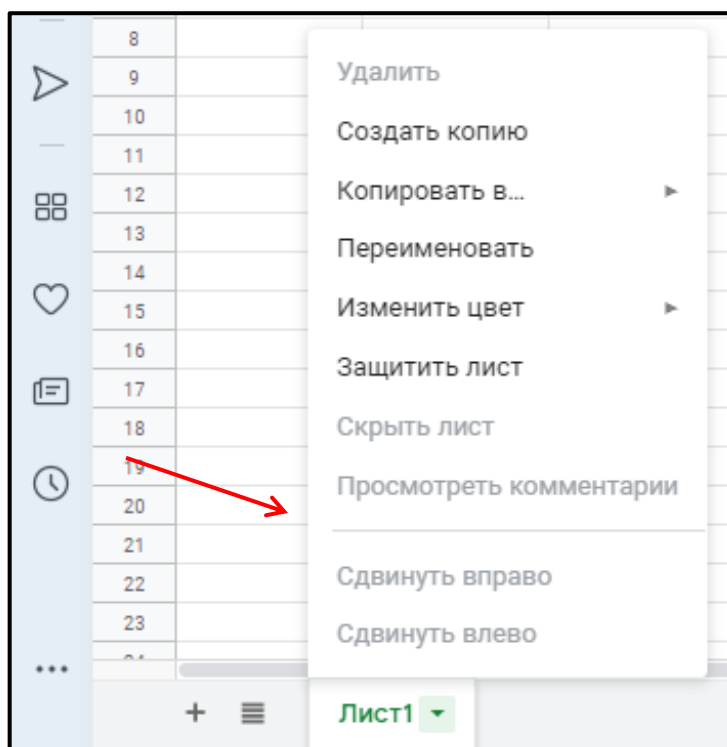 8
9
10
11
12
13
14
15
16
17
18
19
20
21
22
23
24
Удалить
Создать копию
Копировать в...
Переименовать
Изменить цвет
Защитить лист
Скрыть лист
Просмотреть комментарии
Сдвинуть вправо
Сдвинуть влево
Лист1